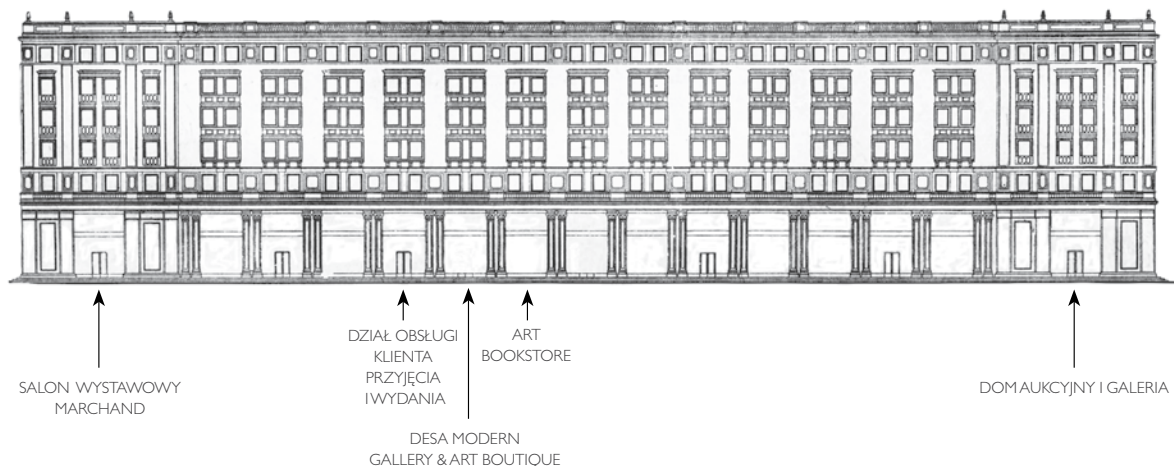 SALON WYSTAWOWY
MARCHAND
DZIAŁ OBSŁUGI
KLIENTA
PRZYJĘCIA
I WYDANIA
DESA MODERN
GALLERY & ART BOUTIQUE
ART
BOOKSTORE
DOM AUKCYJNY I GALERIA